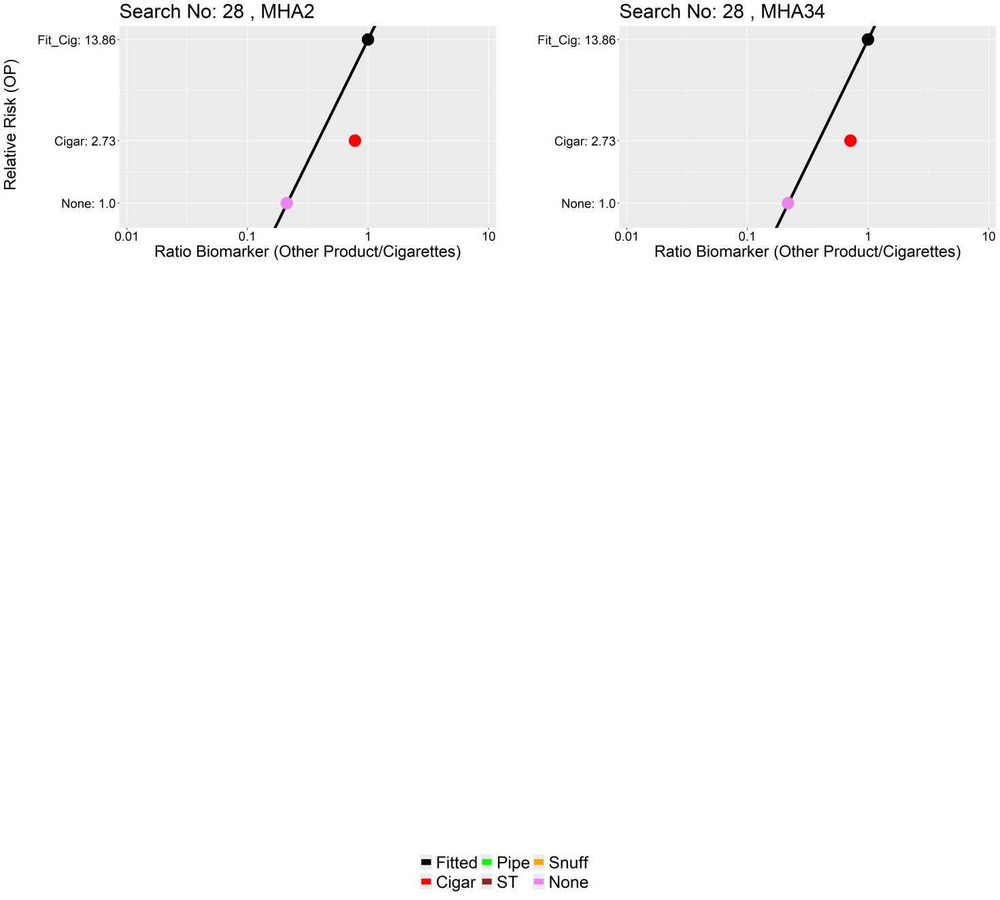 Search No: 28 , MHA2
Relative Risk (OP)
Fit_Cig: 13.86
Cigar: 2.73
None: 1.0
0.01 0.1 1 10
Ratio Biomarker (Other Product/Cigarettes)
Search No: 28 , MHA34
Fit_Cig: 13.86
Cigar: 2.73
None: 1.0
0.01 0.1 1 10
Ratio Biomarker (Other Product/Cigarettes)
Fitted Pipe Snuff
Cigar ST None